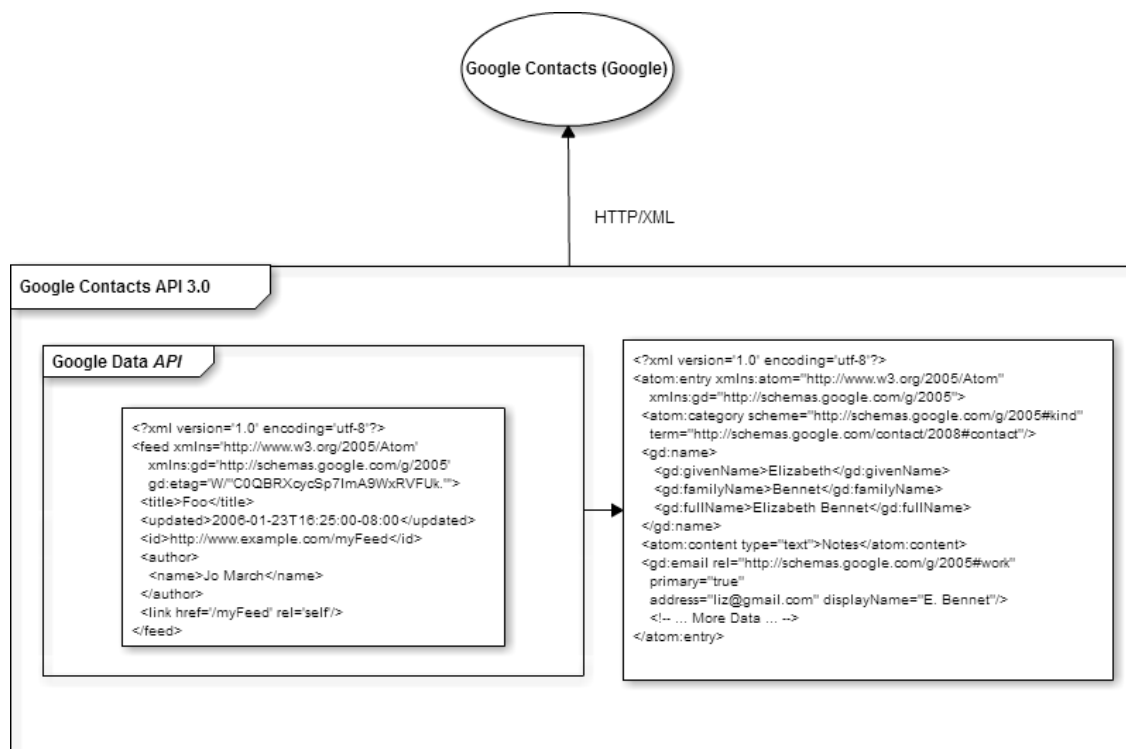 Google Contacts (Google)
HTTP/XML
Google Contacts API 3.0
Google Data API
<?xml version='1.0' encoding='utf-8'?>
<feed xmlns='http://www.w3.org/2005/Atom'
xmlns:gd='http://schemas.google.com/g/2005'
gd:etag='W/"C0QBRXcycSp7ImA9WxRVFUk."'>
<title>Foo</title>
<updated>2006-01-23T16:25:00-08:00</updated>
<id>http://www.example.com/myFeed</id>
<author>
<name>Jo March</name>
</author>
<link href='/myFeed' rel='self'/>
</feed>
<?xml version='1.0' encoding='utf-8'?>
<atom:entry xmlns:atom="http://www.w3.org/2005/Atom"
xmlns:gd="http://schemas.google.com/g/2005">
<atom:category scheme="http://schemas.google.com/g/2005#kind"
term="http://schemas.google.com/contact/2008#contact"/>
<gd:name>
<gd:givenName>Elizabeth</gd:givenName>
<gd:familyName>Bennet</gd:familyName>
<gd:fullName>Elizabeth Bennet</gd:fullName>
</gd:name>
<atom:content type="text">Notes</atom:content>
<gd:email rel="http://schemas.google.com/g/2005#work"
primary="true"
address="liz@gmail.com" displayName="E. Bennet"/>
<!-- ... More Data ... -->
</atom:entry>